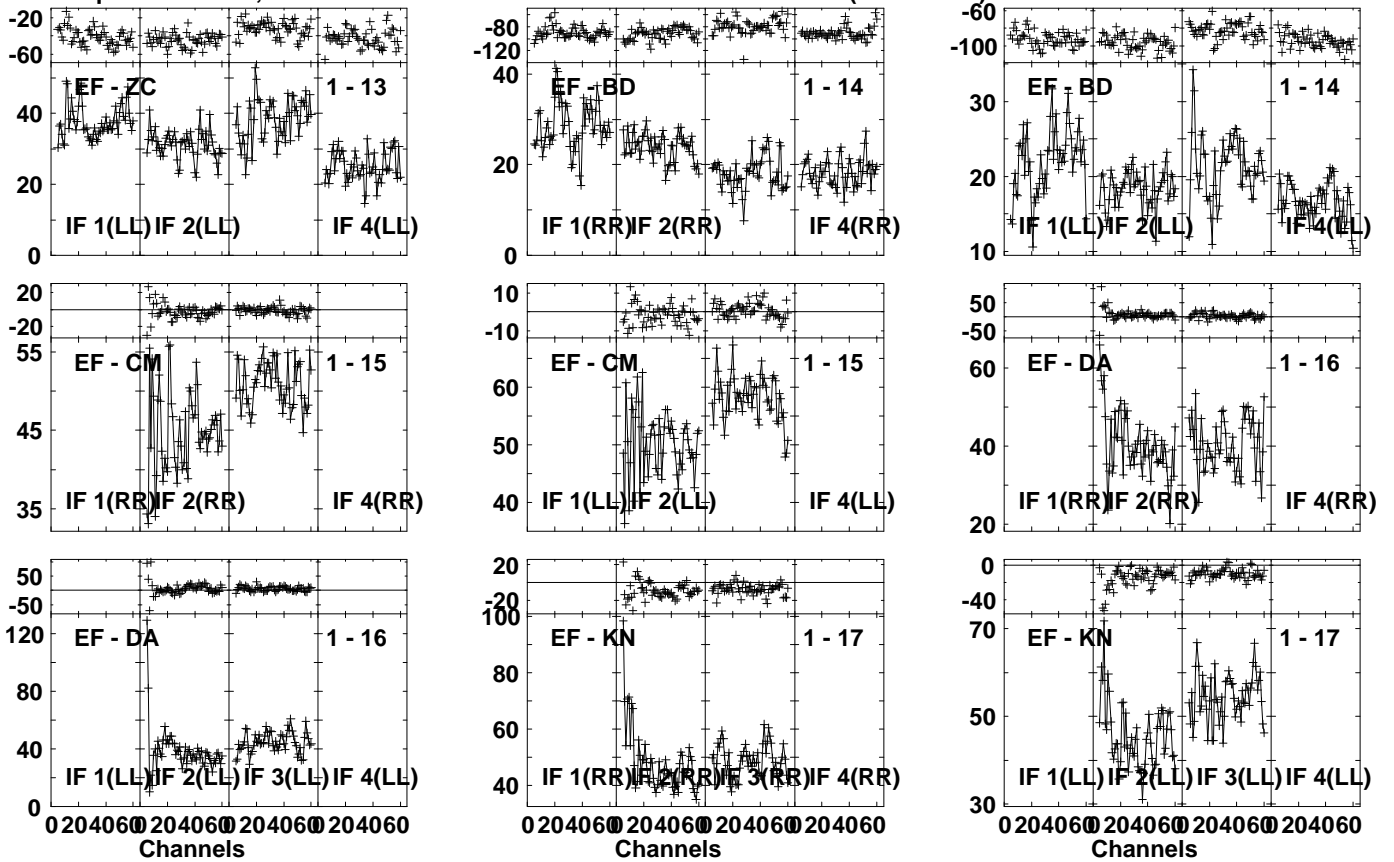 -20
-60
EF - ZC 1 - 13
40
20
0
IF 1(LL) IF 2(LL) IF 4(LL)
-80
-120
40
EF - BD 1 - 14
20
0
IF 1(RR) IF 2(RR) IF 4(RR)
-60
-100
EF - BD 1 - 14
30
20
10
IF 1(LL) IF 2(LL) IF 4(LL)
20
-20
55
EF - CM 1 - 15
45
35
IF 1(RR) IF 2(RR) IF 4(RR)
10
-10
EF - CM 1 - 15
60
50
40
IF 1(LL) IF 2(LL) IF 4(LL)
50
-50
EF - DA 1 - 16
60
40
20
IF 1(RR) IF 2(RR) IF 4(RR)
50
-50
120
EF - DA 1 - 16
80
40
0
IF 1(LL) IF 2(LL) IF 3(LL) IF 4(LL)
0 20 40 60 0 20 40 60 0 20 40 60 0 20 40 60
Channels
20
-20
100
EF - KN 1 - 17
80
60
40
IF 1(RR) IF 2(RR) IF 3(RR) IF 4(RR)
0 20 40 60 0 20 40 60 0 20 40 60 0 20 40 60
Channels
0
-40
70
EF - KN 1 - 17
50
30
IF 1(LL) IF 2(LL) IF 3(LL) IF 4(LL)
0 20 40 60 0 20 40 60 0 20 40 60 0 20 40 60
Channels